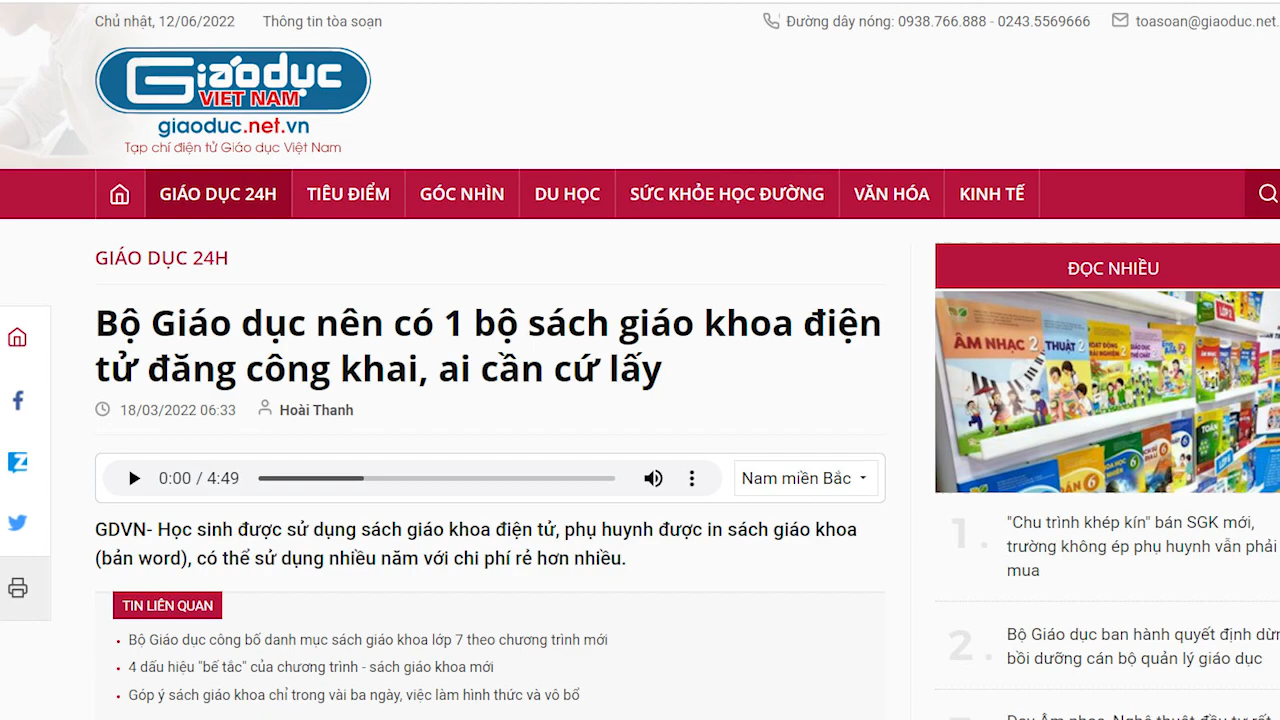 Chủ nhật, 12/06/2022 Thông tin tòa soạn
Đường dây nóng: 0938.766.888 - 0243.5569666 toasoan@giaoduc.net.
Giáo dục
VIET NAM
giaoduc.net.vn
Tạp chí điện tử Giáo dục Việt Nam
GIÁO DỤC 24H TIÊU ĐIỂM GÓC NHÌN DU HỌC SỨC KHỎE HỌC ĐƯỜNG VĂN HÓA KINH TẾ
GIÁO DỤC 24H
Bộ Giáo dục nên có 1 bộ sách giáo khoa điện
tử đăng công khai, ai cần cứ lấy
18/03/2022 06:33 Hoài Thanh
0:00 / 4:49 Nam miền Bắc
GDVN- Học sinh được sử dụng sách giáo khoa điện tử, phụ huynh được in sách giáo khoa
(bản word), có thể sử dụng nhiều năm với chi phí rẻ hơn nhiều.
TIN LIÊN QUAN
Bộ Giáo dục công bố danh mục sách giáo khoa lớp 7 theo chương trình mới
4 dấu hiệu "bế tắc" của chương trình - sách giáo khoa mới
Góp ý sách giáo khoa chỉ trong vài ba ngày, việc làm hình thức và vô bổ
ĐỌC NHIỀU
ÂM NHẠC 2
THUẬT 2
1. "Chu trình khép kín" bán SGK mới,
trường không ép phụ huynh vẫn phải
mua
2. Bộ Giáo dục ban hành quyết định dừ
bồi dưỡng cán bộ quản lý giáo dục